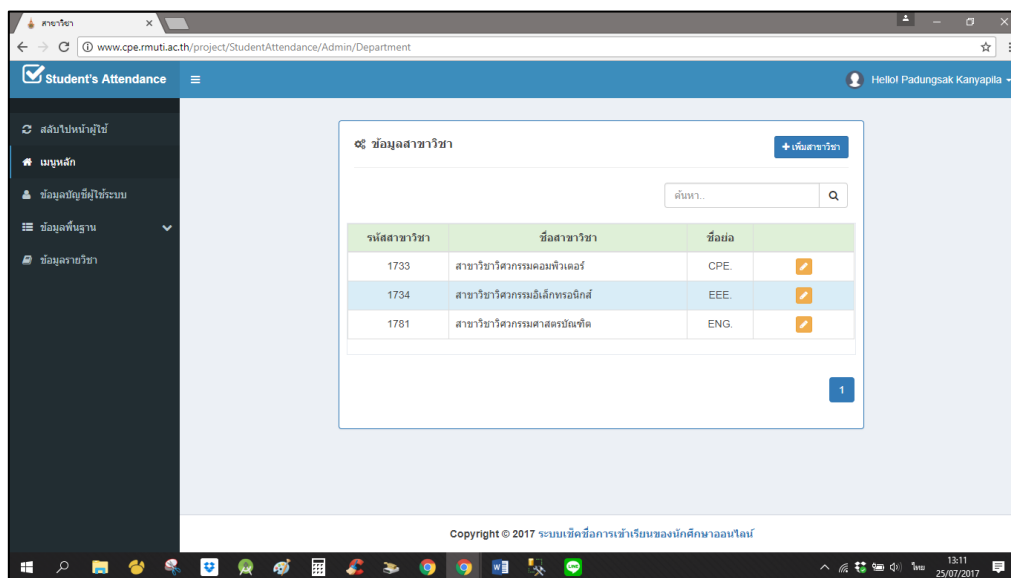 สาขาวิชา
www.cpe.rmuti.ac.th/project/StudentAttendance/Admin/Department
Student's Attendance
Hello! Padungsak Kanyapila
สลับไปหน้าผู้ใช้
เมนูหลัก
ข้อมูลบัญชีผู้ใช้ระบบ
ข้อมูลพื้นฐาน
ข้อมูลรายวิชา
ข้อมูลสาขาวิชา
เพิ่มสาขาวิชา
ค้นหา..
รหัสสาขาวิชา ชื่อสาขาวิชา ชื่อย่อ
1733 สาขาวิชาวิศวกรรมคอมพิวเตอร์ CPE.
1734 สาขาวิชาวิศวกรรมอิเล็กทรอนิกส์ EEE.
1781 สาขาวิชาวิศวกรรมศาสตรบัณฑิต ENG.
1
Copyright © 2017 ระบบเช็คชื่อการเข้าเรียนของนักศึกษาออนไลน์
ไทย
13:11
25/07/2017